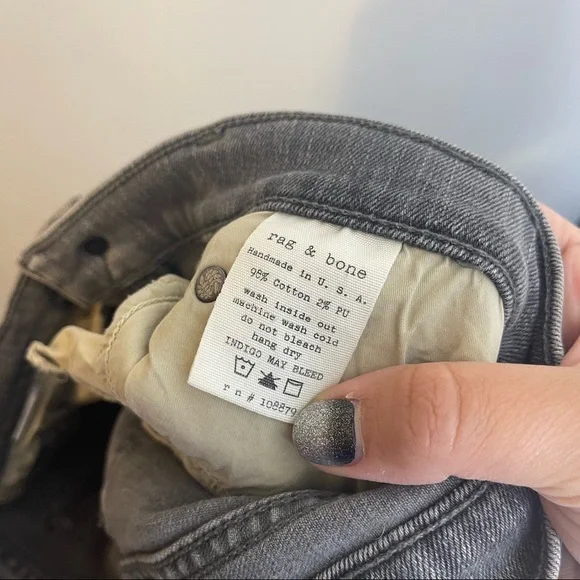 rag & bone
Handmade in U. S. A.
98% Cotton 2% PU
wash inside out
machine wash cold
do not bleach
hang dry
INDIGO MAY BLEED
r n # 108879